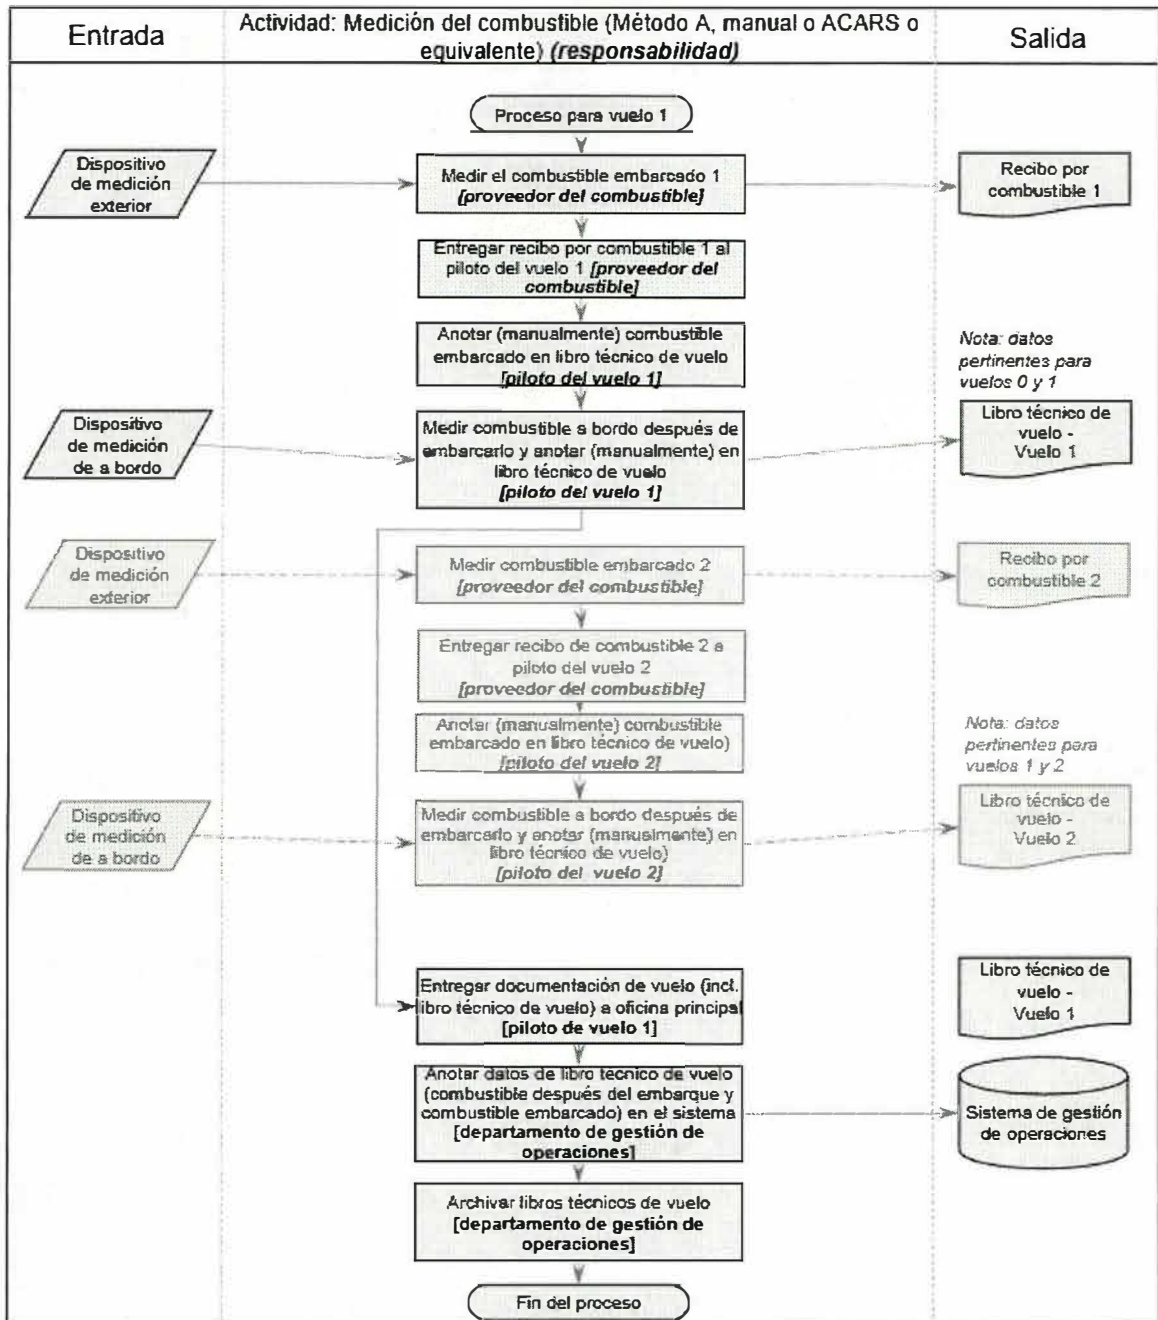 Entrada
Actividad: Medición del combustible (Método A, manual o ACARS o
equivalente) (responsabilidad)
Salida
Proceso para vuelo 1
Dispositivo
de medición
exterior
Medir el combustible embarcado 1
[proveedor del combustible]
Recibo por
combustible 1
Entregar recibo por combustible 1 al
piloto del vuelo 1 [proveedor del
combustible]
Anotar (manualmente) combustible
embarcado en libro técnico de vuelo
[piloto del vuelo 1]
Nota: datos
pertinentes para
vuelos 0 y 1
Dispositivo
de medición
de a bordo
Medir combustible a bordo después de
embarcarlo y anotar (manualmente) en
libro técnico de vuelo
[piloto del vuelo 1]
Libro técnico de
vuelo -
Vuelo 1
Dispositivo
de medición
exterior
Medir combustible embarcado 2
[proveedor del combustible]
Recibo por
combustible 2
Entregar recibo de combustible 2 a
piloto del vuelo 2
[proveedor del combustible]
Anotar (manualmente) combustible
embarcado en libro técnico de vuelo)
[piloto del vuelo 2]
Nota: datos
pertinentes para
vuelos 1 y 2
Dispositivo
de medición
de a bordo
Medir combustible a bordo después de
embarcarlo y anotar (manualmente) en
libro técnico de vuelo)
[piloto del vuelo 2]
Libro técnico de
vuelo -
Vuelo 2
Entregar documentación de vuelo (incl.
libro técnico de vuelo) a oficina principal
[piloto de vuelo 1]
Libro técnico de
vuelo -
Vuelo 1
Anotar datos de libro técnico de vuelo
(combustible después del embarque y
combustible embarcado) en el sistema
[departamento de gestión de
operaciones]
Sistema de gestión
de operaciones
Archivar libros técnicos de vuelo
[departamento de gestión de
operaciones]
Fin del proceso